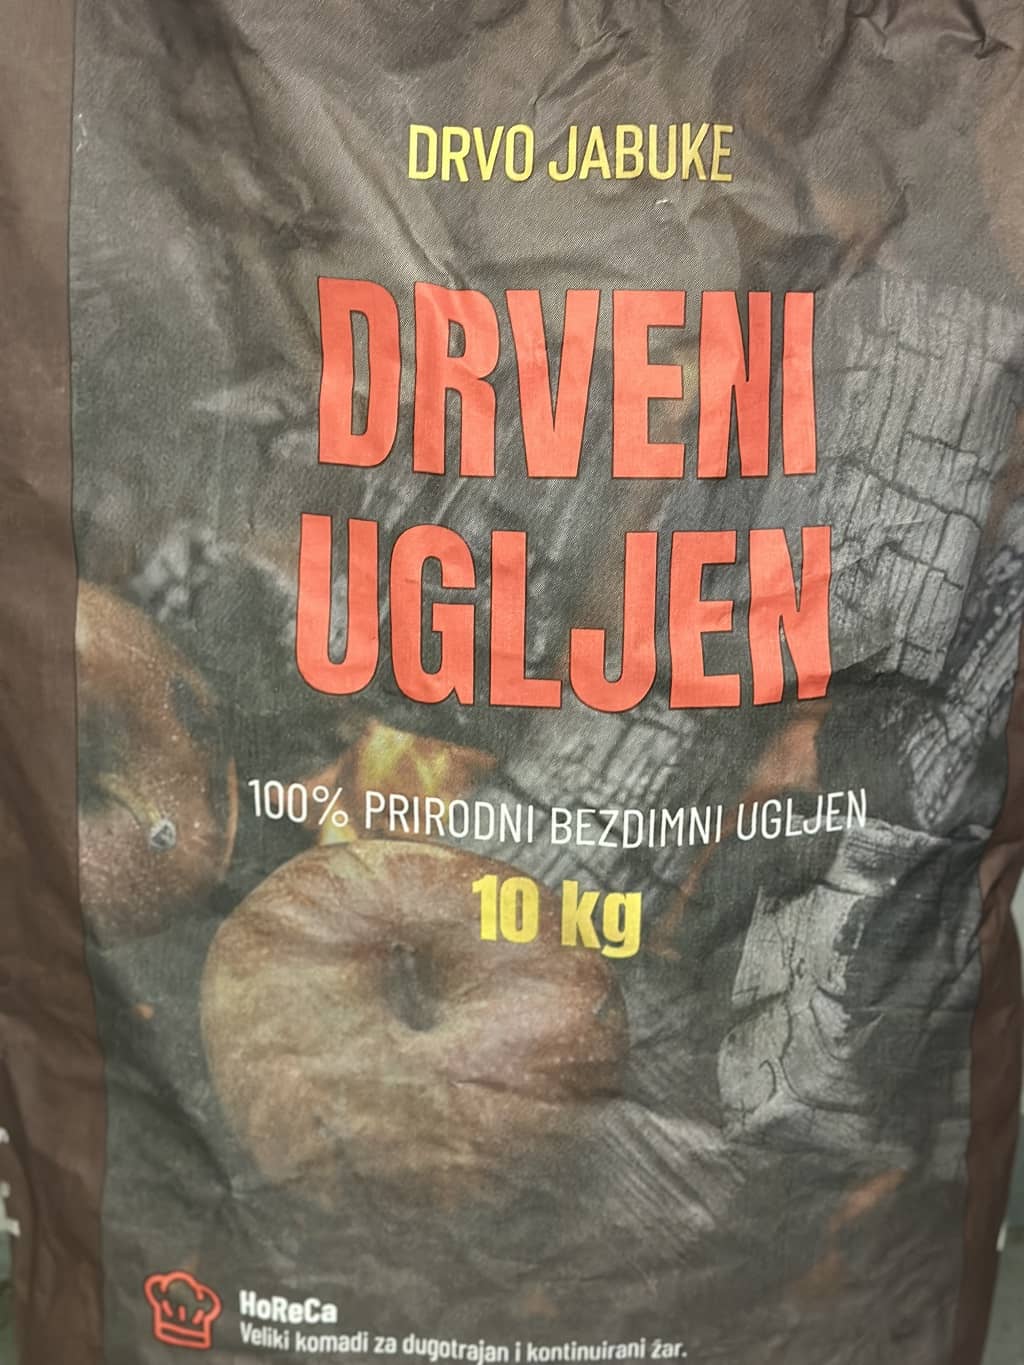 DRVO JABUKE
DRVENI
UGLJEN
100% PRIRODNI BEZDIMNI UGLJEN
10 kg
HoReCa
Veliki komadi za dugotrajan i kontinuirani žar.